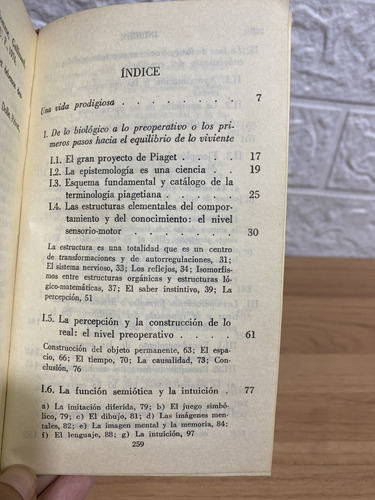 ÍNDICE
Una vida prodigiosa . . . . . . . . 7
I. De lo biológico a lo preoperativo o los pri-
meros pasos hacia el equilibrio de lo viviente
I.1. El gran proyecto de Piaget . . . . 17
I.2. La epistemología es una ciencia . . 19
I.3. Esquema fundamental y catálogo de la
terminología piagetiana . . . . 25
I.4. Las estructuras elementales del compor-
tamiento y del conocimiento: el nivel
sensorio-motor . . . . . . 30
La estructura es una totalidad que es un centro
de transformaciones y de autorregulaciones, 31;
El sistema nervioso, 33; Los reflejos, 34; Isomorfis-
mos entre estructuras orgánicas y estructuras ló-
gico-matemáticas, 37; El saber instintivo, 39; La
percepción, 51
I.5. La percepción y la construcción de lo
real: el nivel preoperativo . . . . 61
Construcción del objeto permanente, 63; El espa-
cio, 66; El tiempo, 70; La causalidad, 73; Con-
clusión, 76
I.6. La función semiótica y la intuición . 77
a) La imitación diferida, 79; b) El juego simbó-
lico, 79; c) El dibujo, 81; d) Las imágenes men-
tales, 82; e) La imagen mental y la memoria, 84;
f) El lenguaje, 88; g) La intuición, 97
259